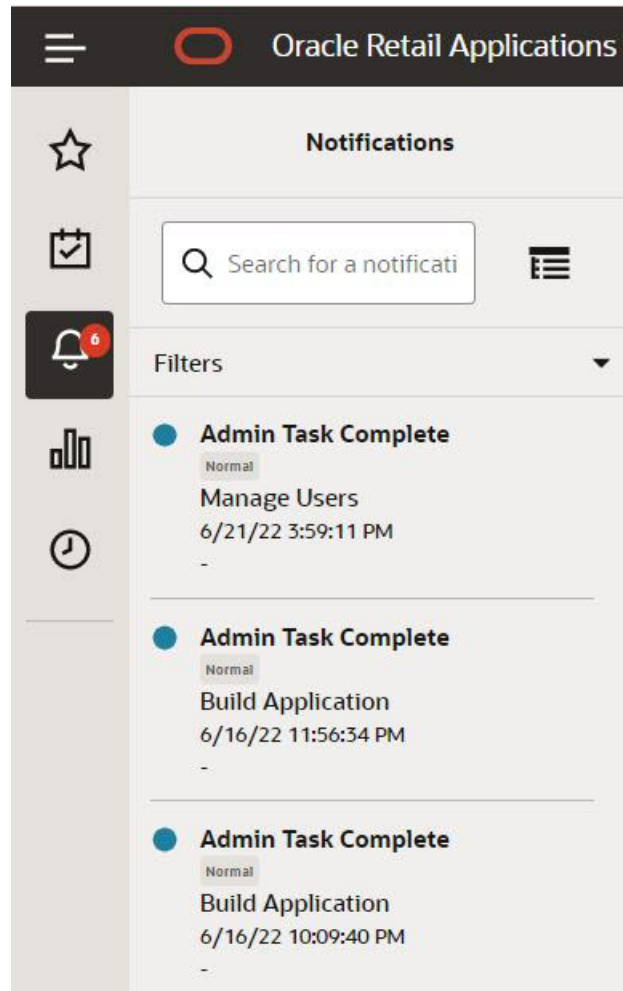 Oracle Retail Applications
Notifications
Search for a notificati
6
Filters
Admin Task Complete
Normal
Manage Users
6/21/22 3:59:11 PM
-
Admin Task Complete
Normal
Build Application
6/16/22 11:56:34 PM
-
Admin Task Complete
Normal
Build Application
6/16/22 10:09:40 PM
-